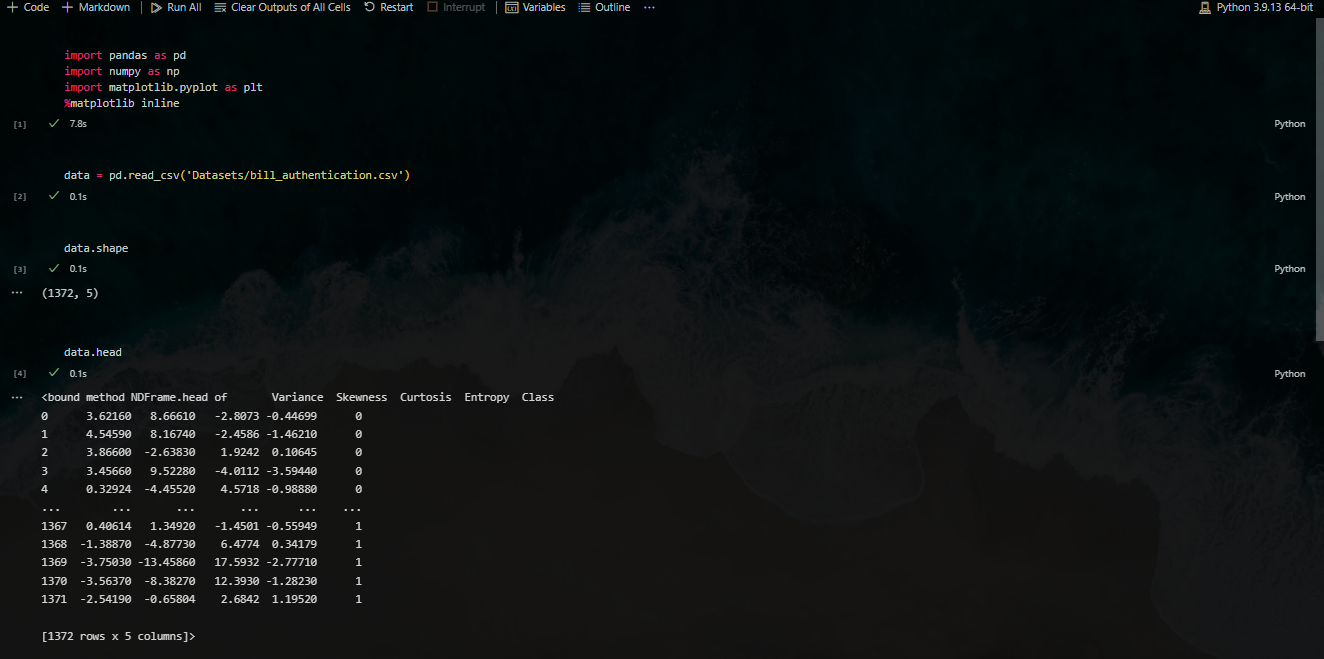 Code Markdown Run All Clear Outputs of All Cells Restart Interrupt Variables Outline ... Python 3.9.13 64-bit
import pandas as pd
import numpy as np
import matplotlib.pyplot as plt
%matplotlib inline
[1] 7.8s Python
data = pd.read_csv('Datasets/bill_authentication.csv')
[2] 0.1s Python
data.shape
[3] 0.1s Python
... (1372, 5)
data.head
[4] 0.1s Python
... <bound method NDFrame.head of       Variance  Skewness  Curtosis  Entropy  Class
0      3.62160   8.66610   -2.8073 -0.44699      0
1      4.54590   8.16740   -2.4586 -1.46210      0
2      3.86600  -2.63830    1.9242  0.10645      0
3      3.45660   9.52280   -4.0112 -3.59440      0
4      0.32924  -4.45520    4.5718 -0.98880      0
...        ...       ...       ...      ...    ...
1367   0.40614   1.34920   -1.4501 -0.55949      1
1368  -1.38870  -4.87730    6.4774  0.34179      1
1369  -3.75030 -13.45860   17.5932 -2.77710      1
1370  -3.56370  -8.38270   12.3930 -1.28230      1
1371  -2.54190  -0.65804    2.6842  1.19520      1
[1372 rows x 5 columns]>